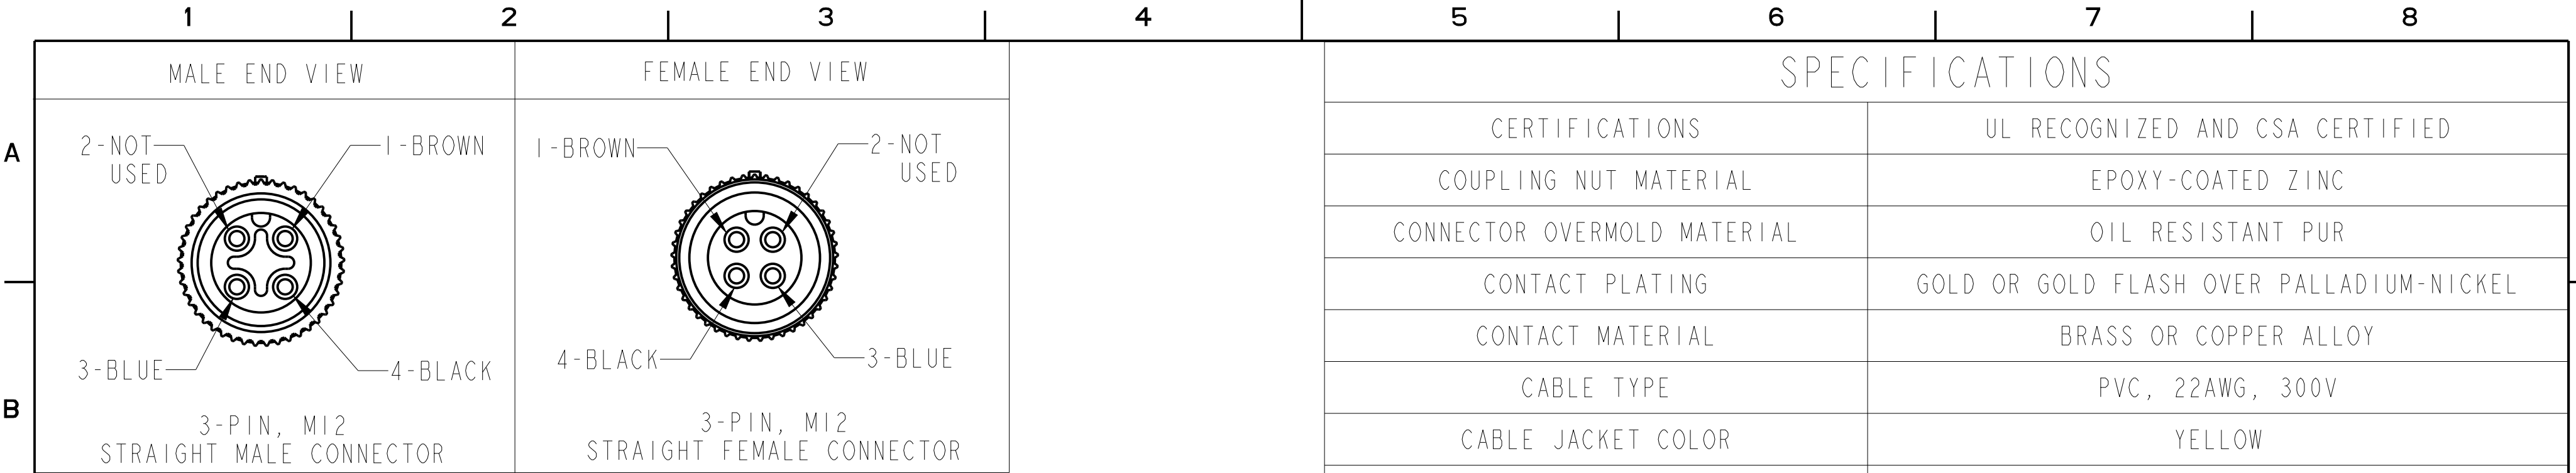 1 2 3 4 5 6 7 8
A
B
MALE END VIEW
2-NOT
USED
1-BROWN
3-BLUE
4-BLACK
3-PIN, M12
STRAIGHT MALE CONNECTOR
FEMALE END VIEW
1-BROWN
2-NOT
USED
4-BLACK
3-BLUE
3-PIN, M12
STRAIGHT FEMALE CONNECTOR
SPECIFICATIONS
CERTIFICATIONS UL RECOGNIZED AND CSA CERTIFIED
COUPLING NUT MATERIAL EPOXY-COATED ZINC
CONNECTOR OVERMOLD MATERIAL OIL RESISTANT PUR
CONTACT PLATING GOLD OR GOLD FLASH OVER PALLADIUM-NICKEL
CONTACT MATERIAL BRASS OR COPPER ALLOY
CABLE TYPE PVC, 22AWG, 300V
CABLE JACKET COLOR YELLOW